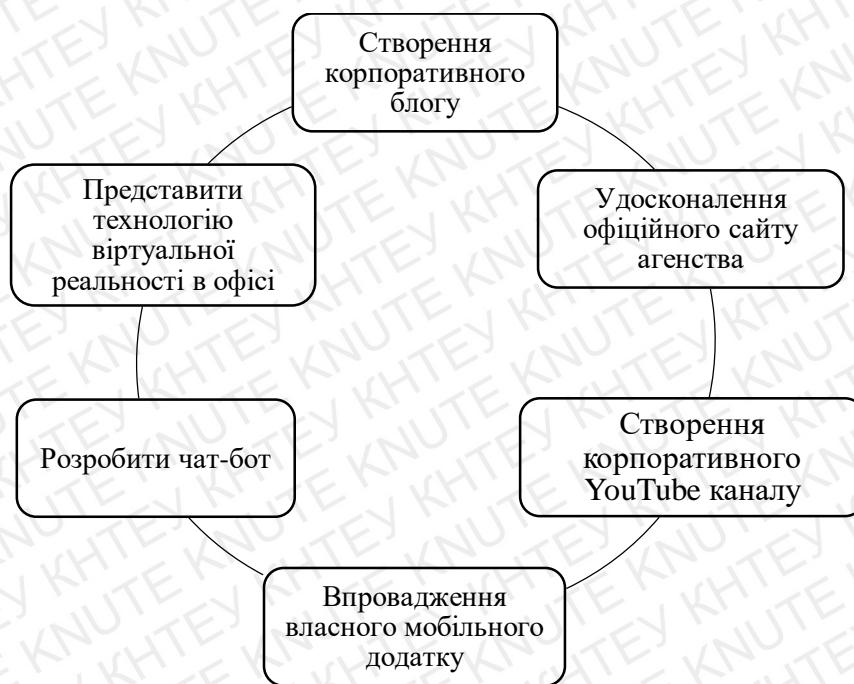 Створення
корпоративного
блогу
Удосконалення
офіційного сайту
агенства
Створення
корпоративного
YouTube каналу
Впровадження
власного мобільного
додатку
Розробити чат-бот
Представити
технологію
віртуальної
реальності в офісі